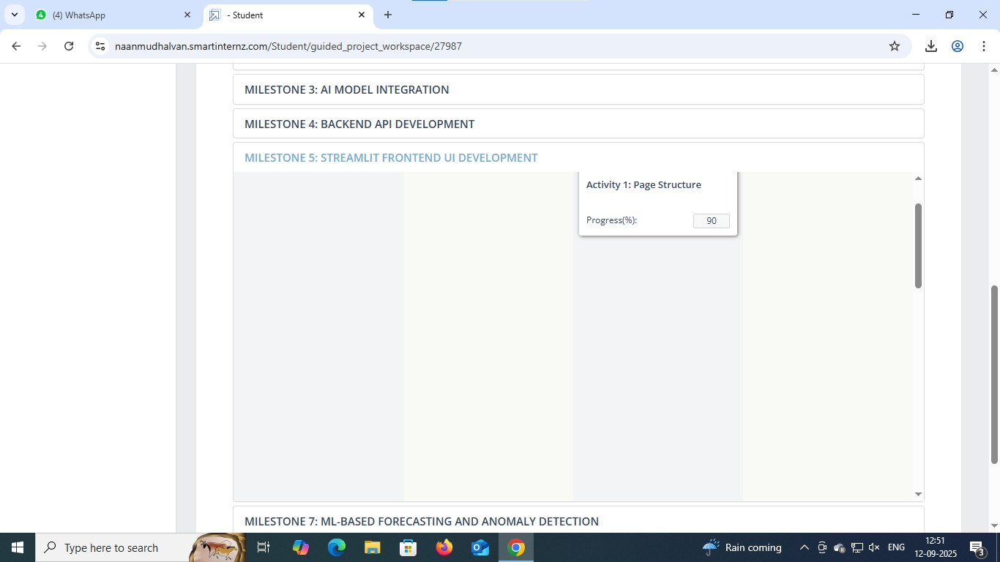 (4) WhatsApp
- Student
naanmudhalvan.smartinternz.com/Student/guided_project_workspace/27987
MILESTONE 3: AI MODEL INTEGRATION
MILESTONE 4: BACKEND API DEVELOPMENT
MILESTONE 5: STREAMLIT FRONTEND UI DEVELOPMENT
Activity 1: Page Structure
Progress(%): 90
MILESTONE 7: ML-BASED FORECASTING AND ANOMALY DETECTION
Type here to search
Rain coming
ENG
12:51
12-09-2025
3